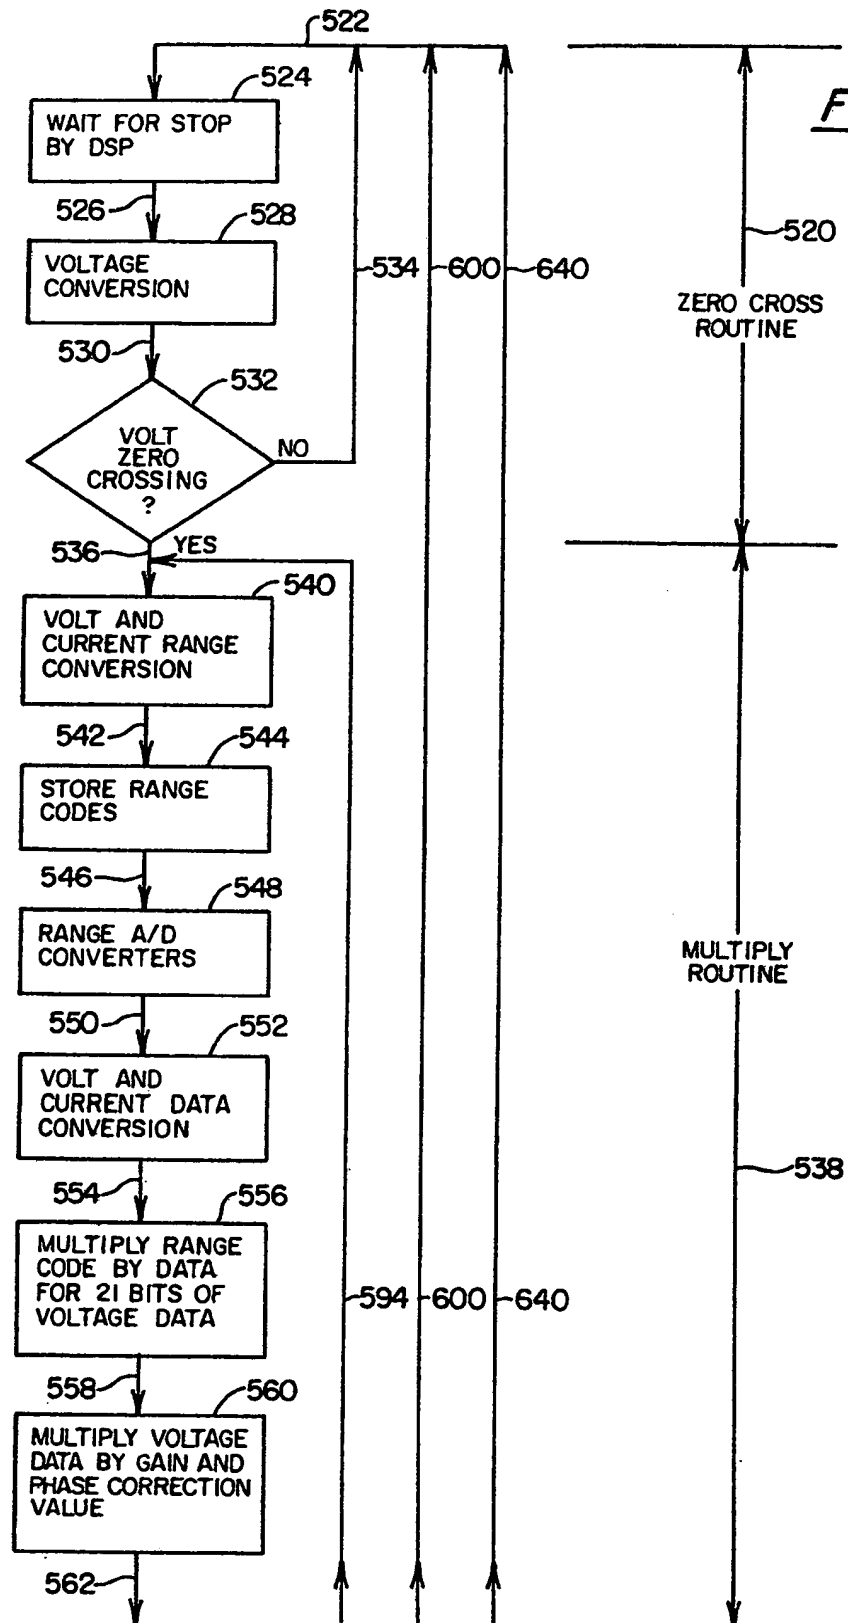 522
524
WAIT FOR STOP
BY DSP
F
526
528
520
VOLTAGE
CONVERSION
534
600
640
ZERO CROSS
ROUTINE
530
532
VOLT
ZERO
CROSSING
?
NO
536
YES
540
VOLT AND
CURRENT RANGE
CONVERSION
542
544
STORE RANGE
CODES
546
548
RANGE A/D
CONVERTERS
MULTIPLY
ROUTINE
550
552
VOLT AND
CURRENT DATA
CONVERSION
538
554
556
MULTIPLY RANGE
CODE BY DATA
FOR 21 BITS OF
VOLTAGE DATA
594
600
640
558
560
MULTIPLY VOLTAGE
DATA BY GAIN AND
PHASE CORRECTION
VALUE
562